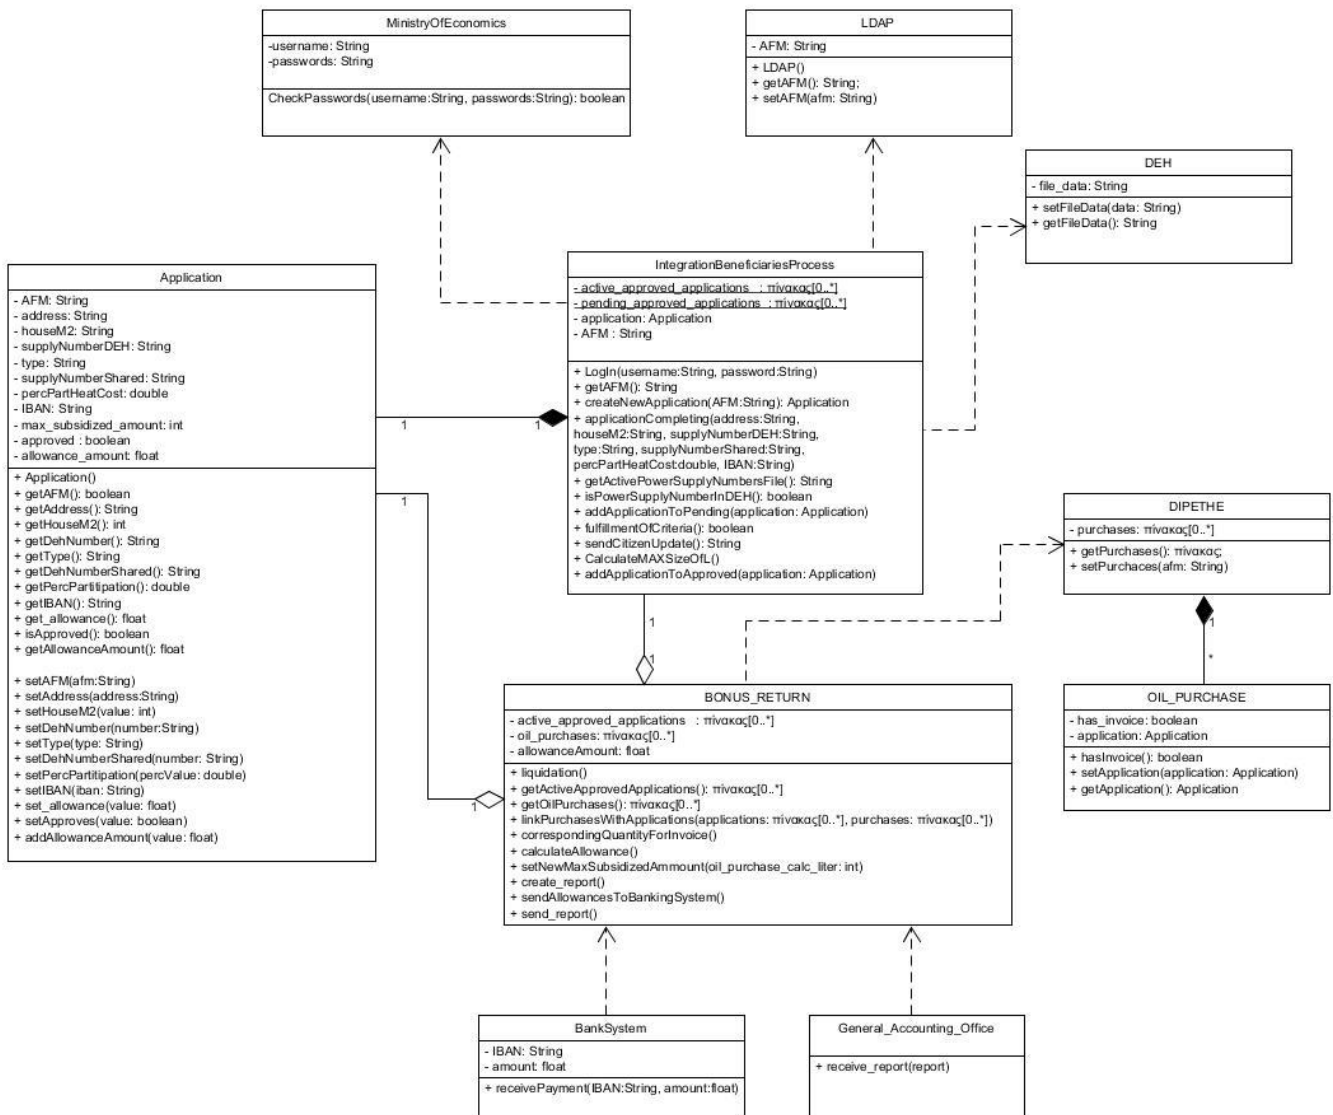 MinistryOfEconomics
-username: String
-passwords: String
CheckPasswords(username:String, passwords:String): boolean
LDAP
- AFM: String
+ LDAP()
+ getAFM(): String;
+ setAFM(afm: String)
DEH
- file_data: String
+ setFileData(data: String)
+ getFileData(): String
Application
- AFM: String
- address: String
- houseM2: String
- supplyNumberDEH: String
- type: String
- supplyNumberShared: String
- percPartHeatCost: double
- IBAN: String
- max_subsidized_amount: int
- approved : boolean
- allowance_amount: float
+ Application()
+ getAFM(): boolean
+ getAddress(): String
+ getHouseM2(): int
+ getDehNumber(): String
+ getType(): String
+ getDehNumberShared(): String
+ getPercPartitipation(): double
+ getIBAN(): String
+ get_allowance(): float
+ isApproved(): boolean
+ getAllowanceAmount(): float
+ setAFM(afm:String)
+ setAddress(address:String)
+ setHouseM2(value: int)
+ setDehNumber(number:String)
+ setType(type: String)
+ setDehNumberShared(number: String)
+ setPercPartitipation(percValue: double)
+ setIBAN(iban: String)
+ set_allowance(value: float)
+ setApproves(value: boolean)
+ addAllowanceAmount(value: float)
1
1
1
1
IntegrationBeneficiariesProcess
- active_approved_applications : πίνακας[0..*]
- pending_approved_applications : πίνακας[0..*]
- application: Application
- AFM : String
+ LogIn(username:String, password:String)
+ getAFM(): String
+ createNewApplication(AFM:String): Application
+ applicationCompleting(address:String,
houseM2:String, supplyNumberDEH:String,
type:String, supplyNumberShared:String,
percPartHeatCost:double, IBAN:String)
+ getActivePowerSupplyNumbersFile(): String
+ isPowerSupplyNumberInDEH(): boolean
+ addApplicationToPending(application: Application)
+ fulfillmentOfCriteria(): boolean
+ sendCitizenUpdate(): String
+ CalculateMAXSizeOfL()
+ addApplicationToApproved(application: Application)
1
1
DIPETHE
- purchases: πίνακας[0..*]
+ getPurchases(): πίνακας;
+ setPurchaces(afm: String)
1
*
OIL_PURCHASE
- has_invoice: boolean
- application: Application
+ hasInvoice(): boolean
+ setApplication(application: Application)
+ getApplication(): Application
BONUS_RETURN
- active_approved_applications : πίνακας[0..*]
- oil_purchases: πίνακας[0..*]
- allowanceAmount: float
+ liquidation()
+ getActiveApprovedApplications(): πίνακας[0..*]
+ getOilPurchases(): πίνακας[0..*]
+ linkPurchasesWithApplications(applications: πίνακας[0..*], purchases: πίνακας[0..*])
+ correspondingQuantityForInvoice()
+ calculateAllowance()
+ setNewMaxSubsidizedAmmount(oil_purchase_calc_liter: int)
+ create_report()
+ sendAllowancesToBankingSystem()
+ send_report()
BankSystem
- IBAN: String
- amount: float
+ receivePayment(IBAN:String, amount:float)
General_Accounting_Office
+ receive_report(report)